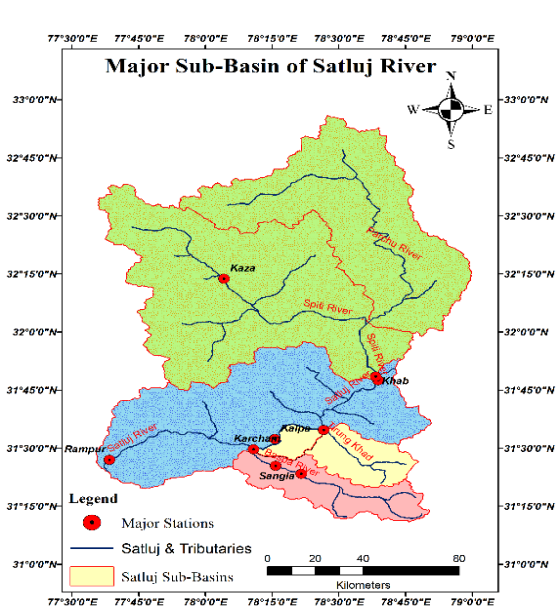 77°30'0"E 77°45'0"E 78°0'0"E 78°15'0"E 78°30'0"E 78°45'0"E 79°0'0"E
Major Sub-Basin of Satluj River
N
W E
S
33°0'0"N 33°0'0"N
32°45'0"N 32°45'0"N
32°30'0"N 32°30'0"N
Parchu River
32°15'0"N 32°15'0"N
Kaza
Spiti River
32°0'0"N 32°0'0"N
Spiti River
Khab
31°45'0"N 31°45'0"N
Satluj River
Kalpa
Karcham
31°30'0"N 31°30'0"N
Satluj River
Rampur
Khad
River
Sangla
Legend
31°15'0"N 31°15'0"N
Major Stations
Satluj & Tributaries
0 20 40 80
Satluj Sub-Basins
Kilometers
31°0'0"N 31°0'0"N
77°30'0"E 77°45'0"E 78°0'0"E 78°15'0"E 78°30'0"E 78°45'0"E 79°0'0"E